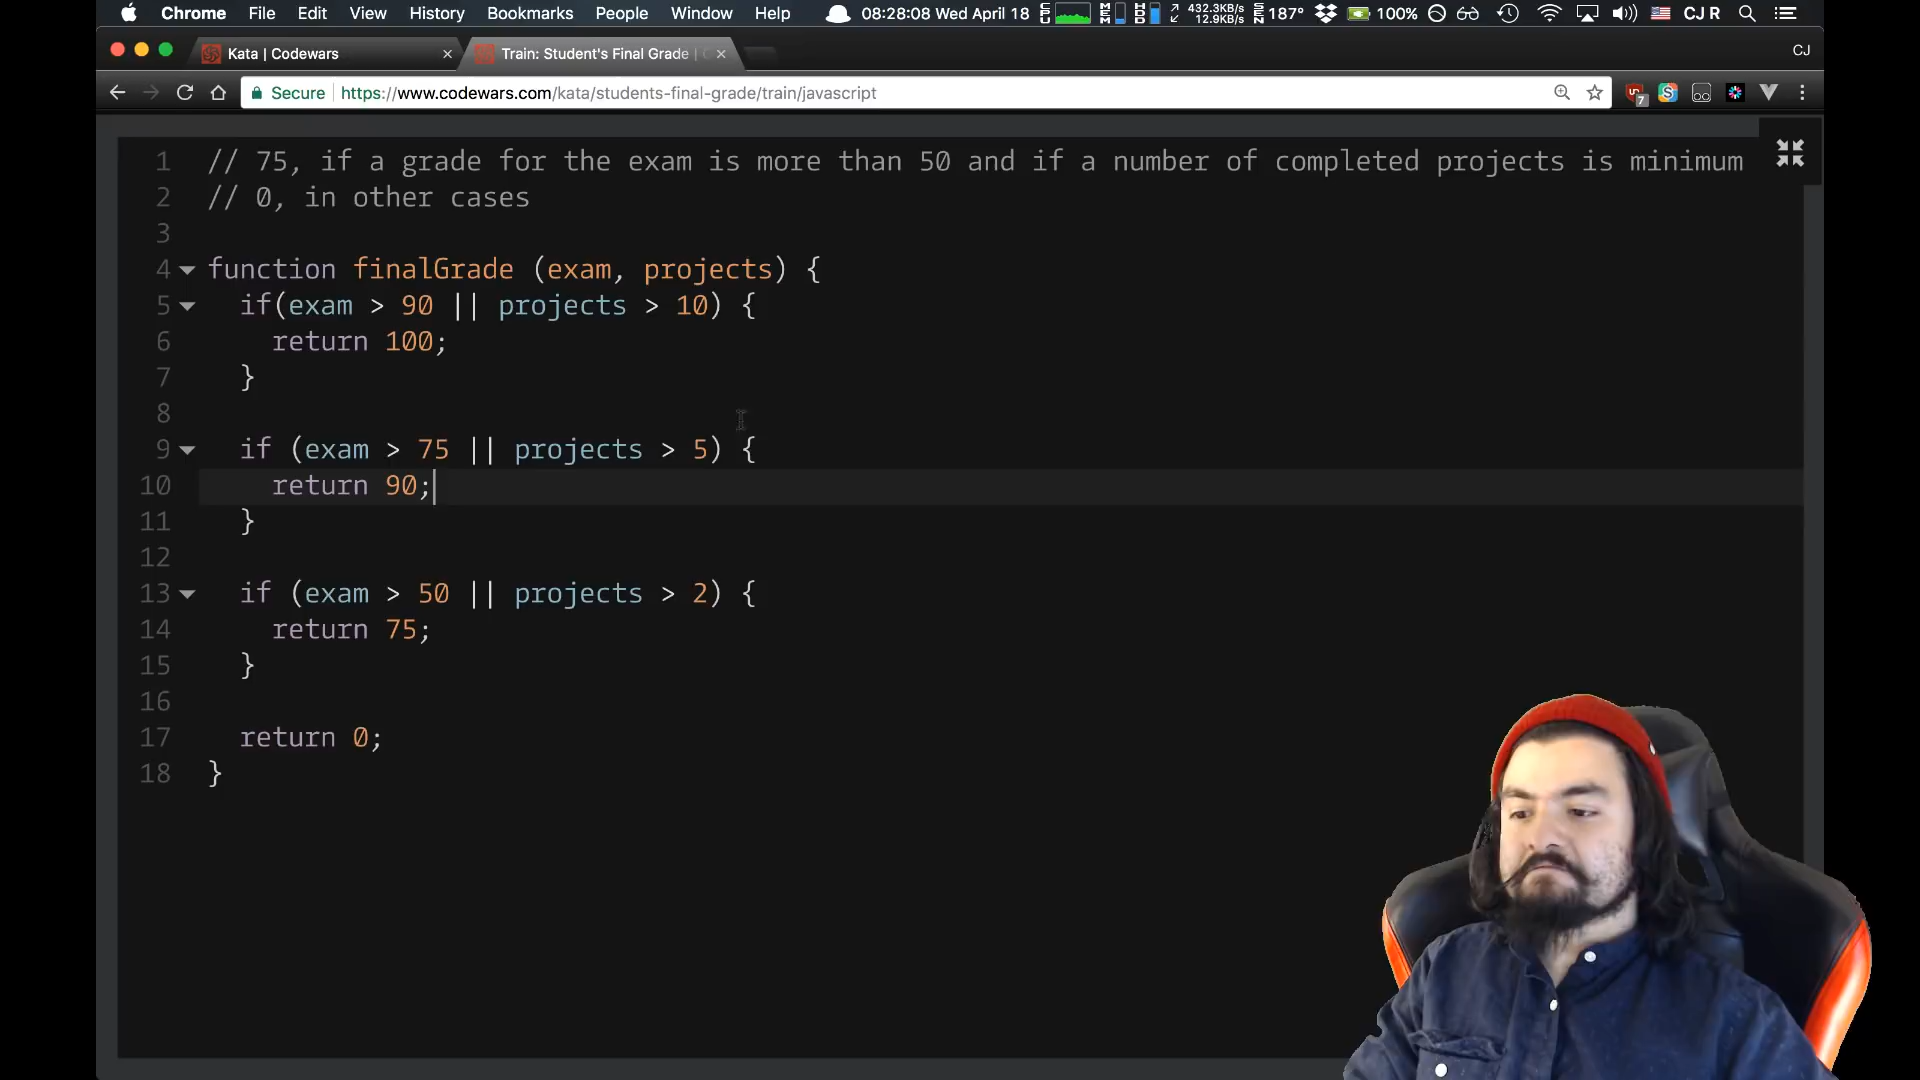 Chrome File Edit View History Bookmarks People Window Help 08:28:08 Wed April 18 432.3KB/s 12.9KB/s 187° 100% CJ R
Kata | Codewars Train: Student's Final Grade | CJ
Secure https://www.codewars.com/kata/students-final-grade/train/javascript 7
1 // 75, if a grade for the exam is more than 50 and if a number of completed projects is minimum
2 // 0, in other cases
3
4 function finalGrade (exam, projects) {
5 if(exam > 90 || projects > 10) {
6 return 100;
7 }
8
9 if (exam > 75 || projects > 5) {
10 return 90;
11 }
12
13 if (exam > 50 || projects > 2) {
14 return 75;
15 }
16
17 return 0;
18 }